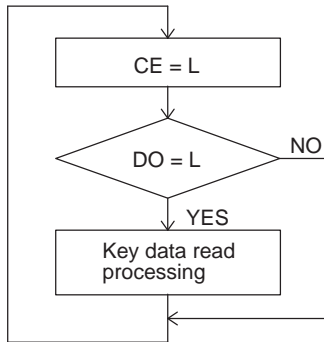 CE = L
DO = L
NO
YES
Key data read
processing